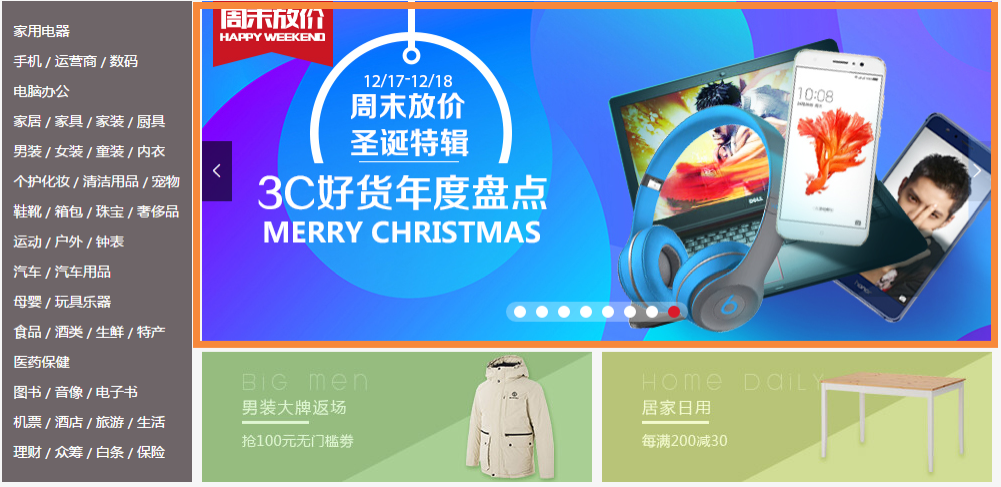 家用电器
手机 / 运营商 / 数码
电脑办公
家居 / 家具 / 家装 / 厨具
男装 / 女装 / 童装 / 内衣
个护化妆 / 清洁用品 / 宠物
鞋靴 / 箱包 / 珠宝 / 奢侈品
运动 / 户外 / 钟表
汽车 / 汽车用品
母婴 / 玩具乐器
食品 / 酒类 / 生鲜 / 特产
医药保健
图书 / 音像 / 电子书
机票 / 酒店 / 旅游 / 生活
理财 / 众筹 / 白条 / 保险
周末放价
HAPPY WEEKEND
12/17-12/18
周末放价
圣诞特辑
3C好货年度盘点
MERRY CHRISTMAS
10:08
DELL
honor
BIG men
男装大牌返场
抢100元无门槛券
Home Daily
居家日用
每满200减30